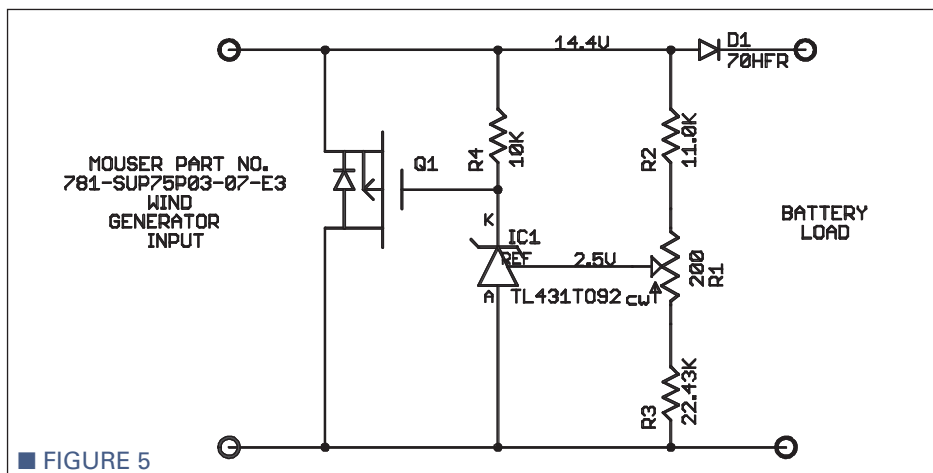 14.4V
D1
70HFR
MOUSER PART NO.
781-SUP75P03-07-E3
WIND
GENERATOR
INPUT
Q1
R4
10K
R2
11.0K
K
IC1
REF
A
TL431TO92
2.5V
CW
200
R1
BATTERY
LOAD
R3
22.43K
FIGURE 5